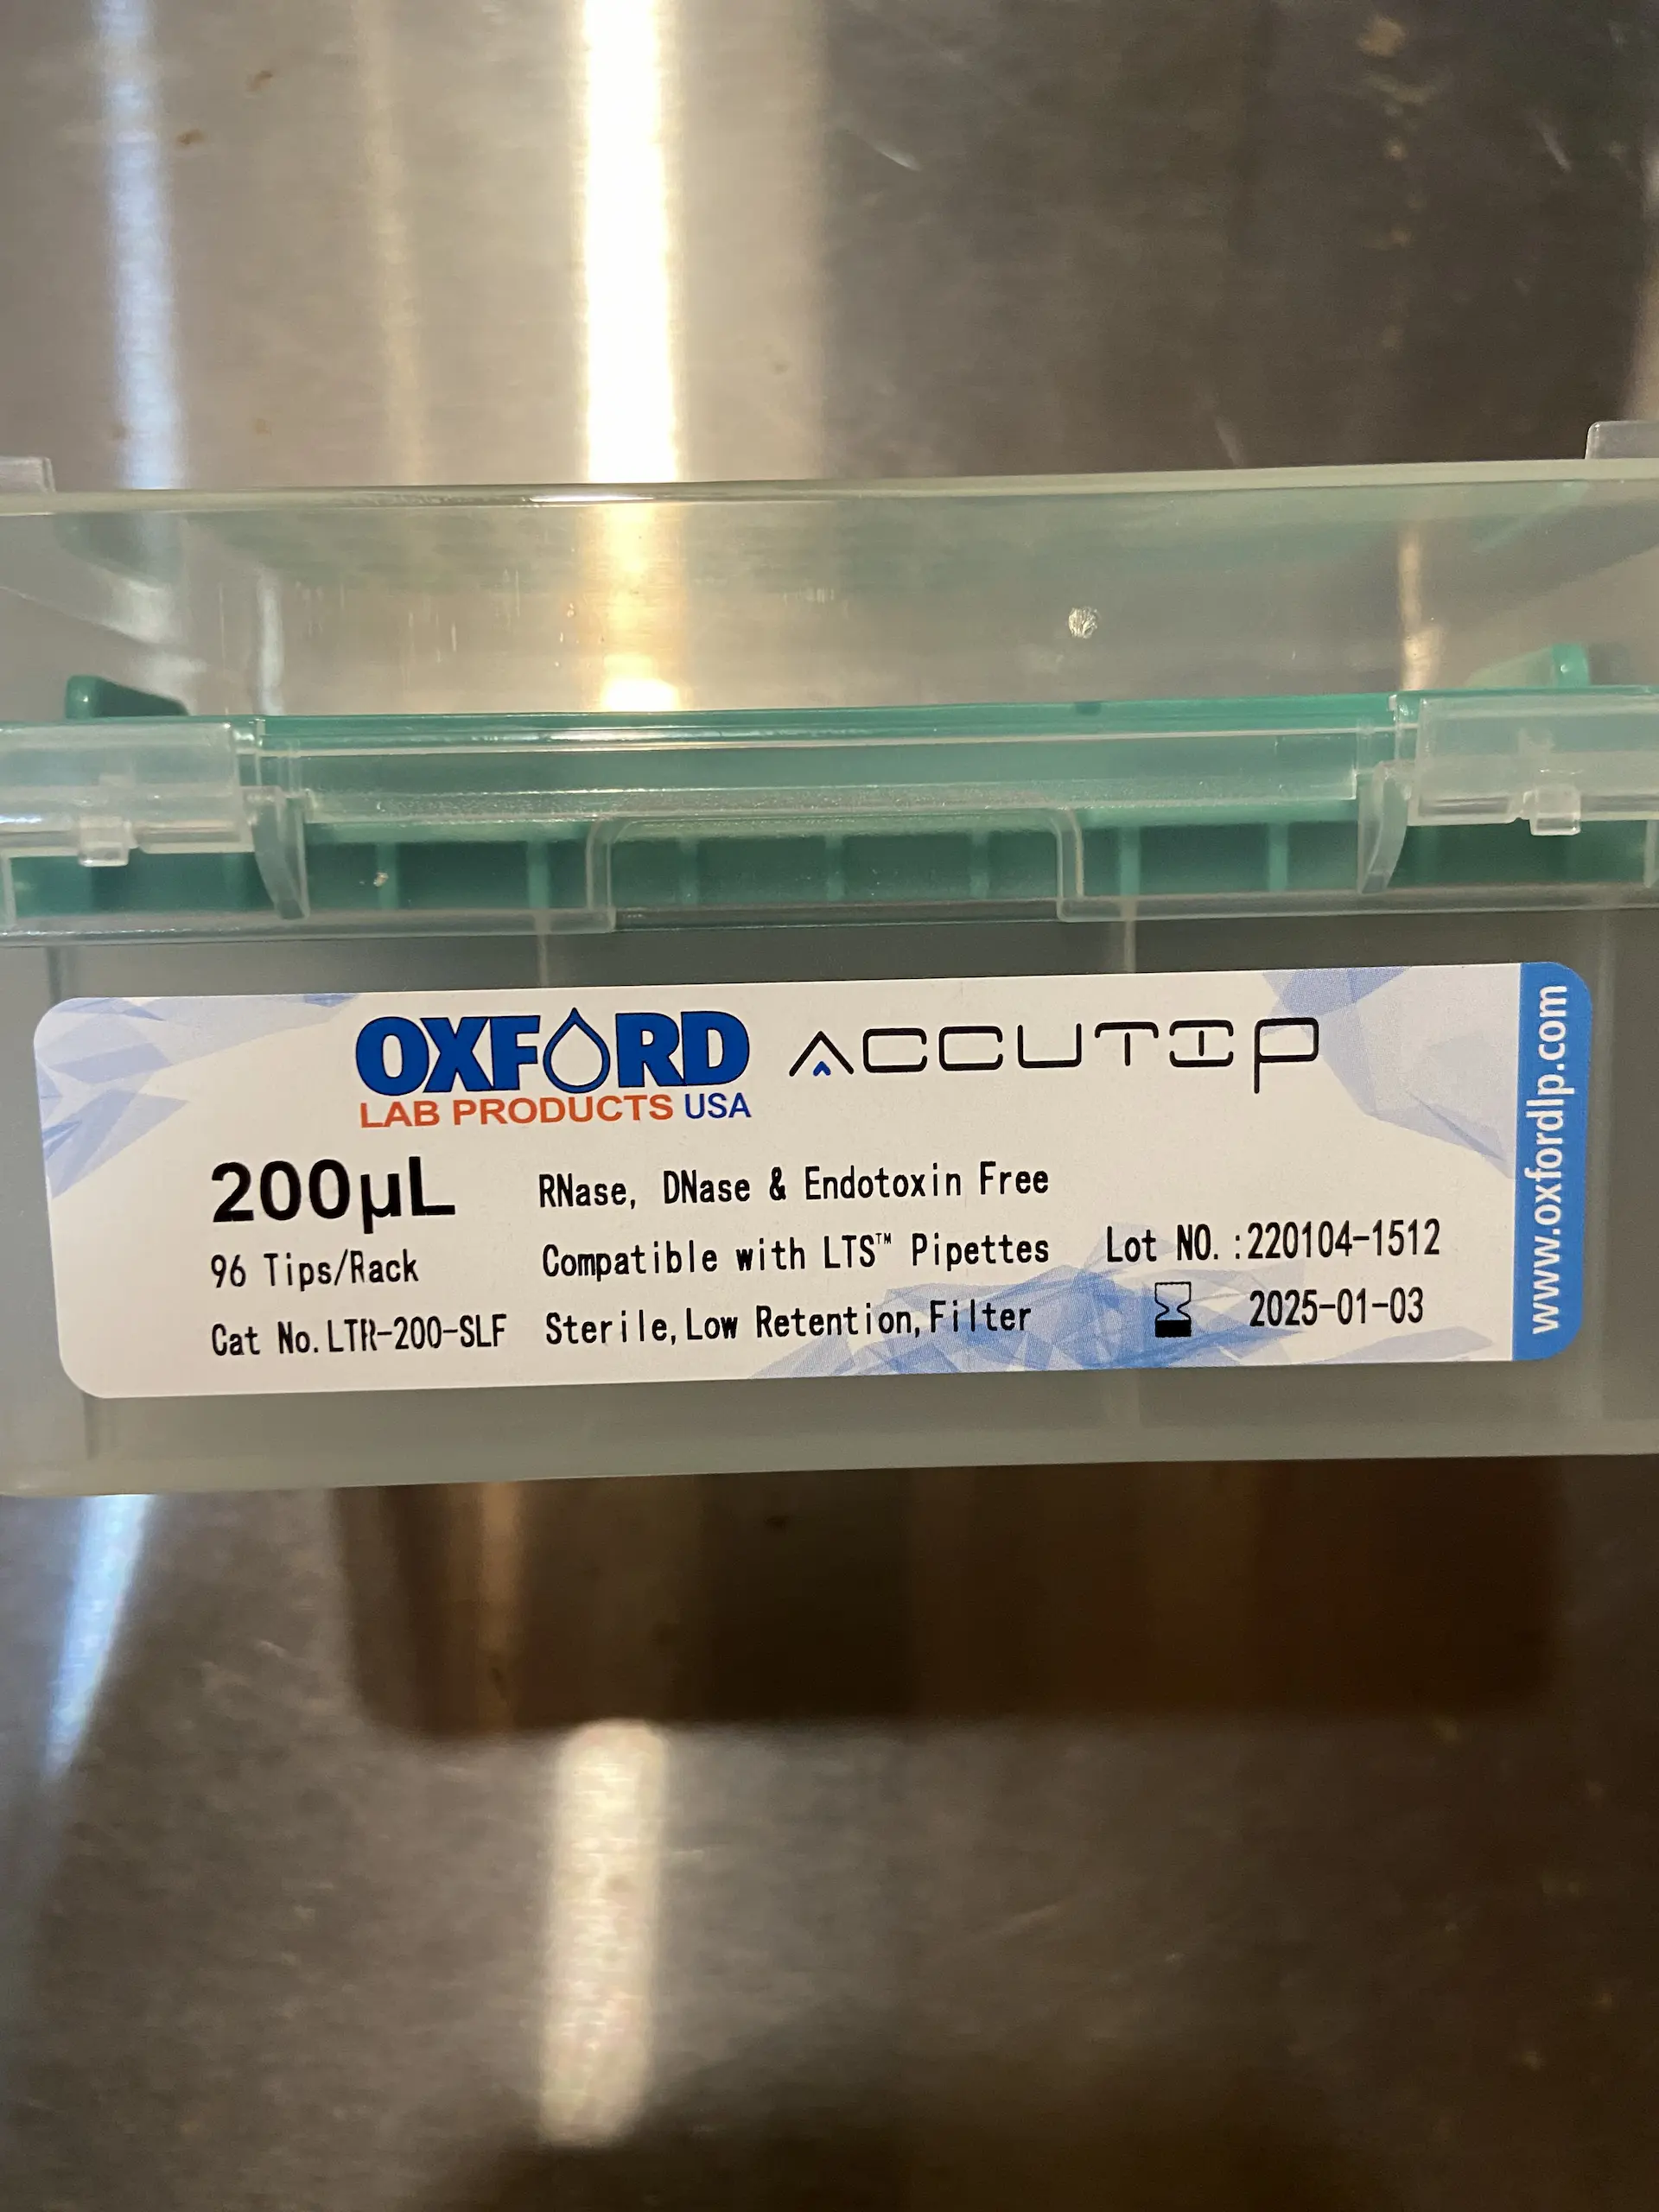 OXFORD ACCUTIP
LAB PRODUCTS USA
200µL
96 Tips/Rack
Cat No. LTR-200-SLF
RNase, DNase & Endotoxin Free
Compatible with LTS™ Pipettes
Sterile, Low Retention, Filter
Lot NO. :220104-1512
2025-01-03
www.oxfordlp.com